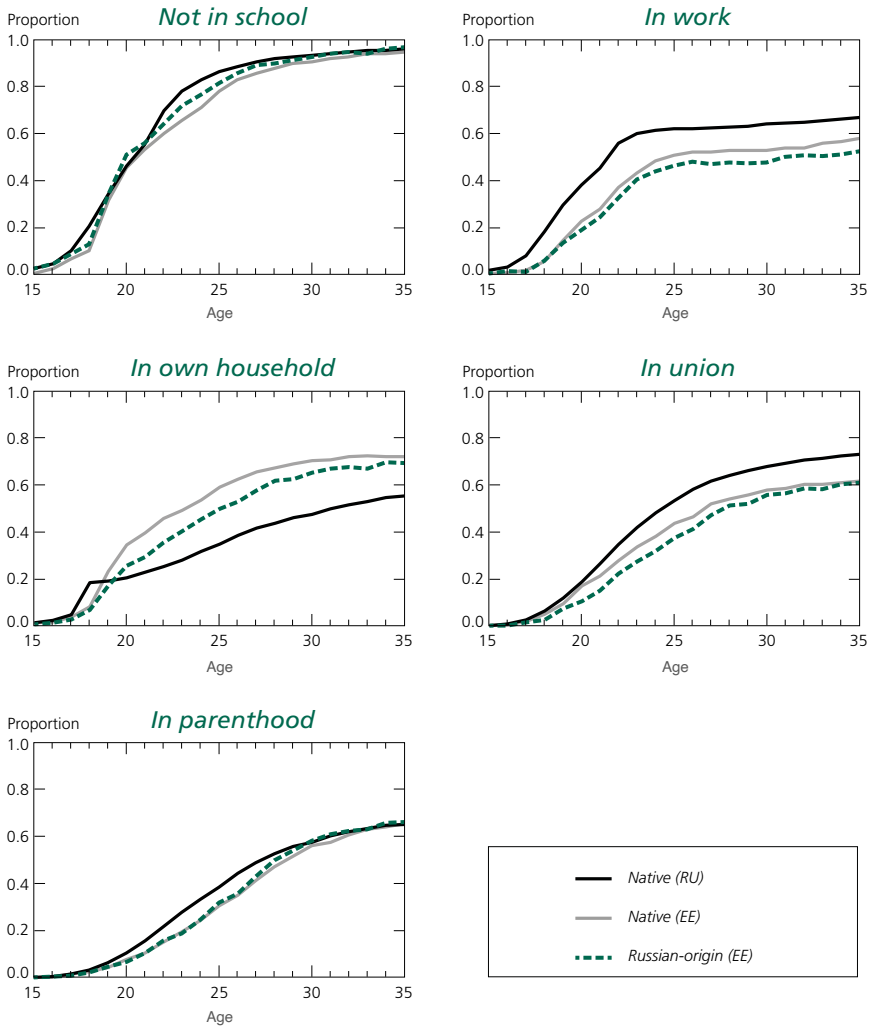 Proportion Not in school
1.0
0.8
0.6
0.4
0.2
0.0
15 20 25 30 35
Age
Proportion In work
1.0
0.8
0.6
0.4
0.2
0.0
15 20 25 30 35
Age
Proportion In own household
1.0
0.8
0.6
0.4
0.2
0.0
15 20 25 30 35
Age
Proportion In union
1.0
0.8
0.6
0.4
0.2
0.0
15 20 25 30 35
Age
Proportion In parenthood
1.0
0.8
0.6
0.4
0.2
0.0
15 20 25 30 35
Age
Native (RU)
Native (EE)
Russian-origin (EE)